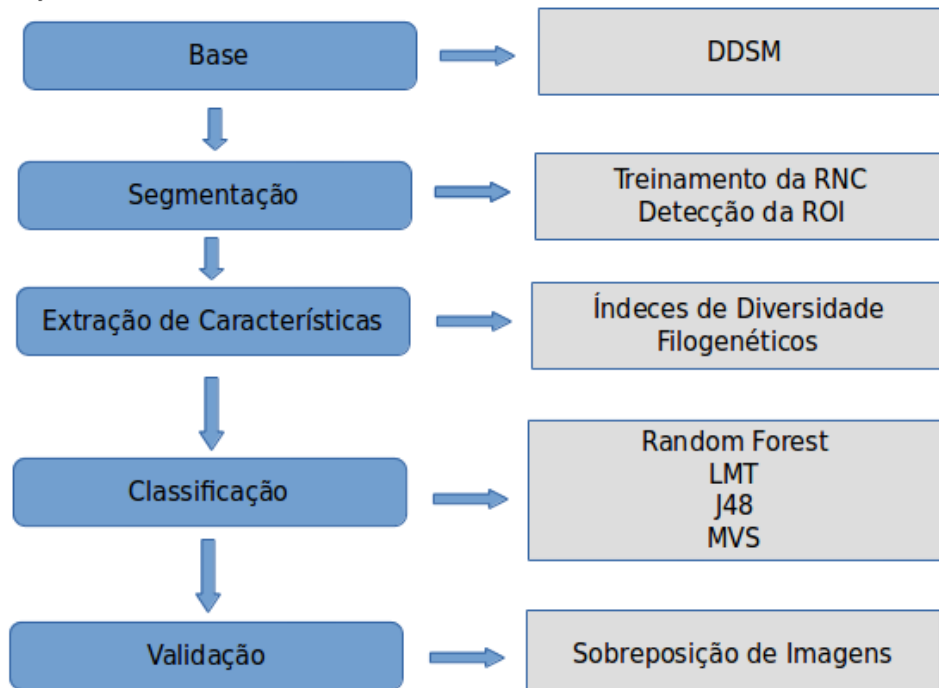 Base
DDSM
Segmentação
Treinamento da RNC
Detecção da ROI
Extração de Características
Índeces de Diversidade
Filogenéticos
Classificação
Random Forest
LMT
J48
MVS
Validação
Sobreposição de Imagens